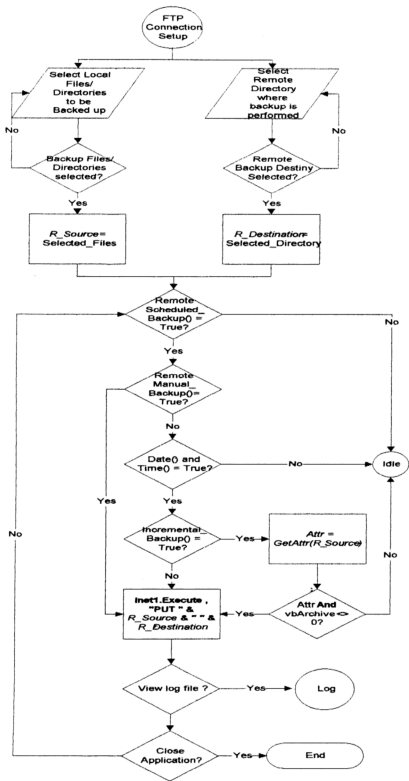 FTP
Connection
Setup
Select Local
Files/
Directories
to be
Backed up
Select
Remote
Directory
where
backup is
performed
No
No
Backup Files/
Directories
selected?
Remote
Backup Destiny
Selected?
Yes
Yes
R_Source=
Selected_Files
R_Destination=
Selected_Directory
Remote
Scheduled_
Backup() =
True?
No
Yes
Remote
Manual_
Backup()=
True?
No
Date() and
Time() = True?
No
Idle
Yes
Yes
No
Incremental_
Backup() =
True?
Yes
Attr =
GetAttr(R_Source)
No
No
Inet1.Execute ,
"PUT " &
R_Source & " " &
R_Destination
Yes
Attr And
vbArchive <>
0?
View log file ?
Yes
Log
Close
Application?
Yes
End